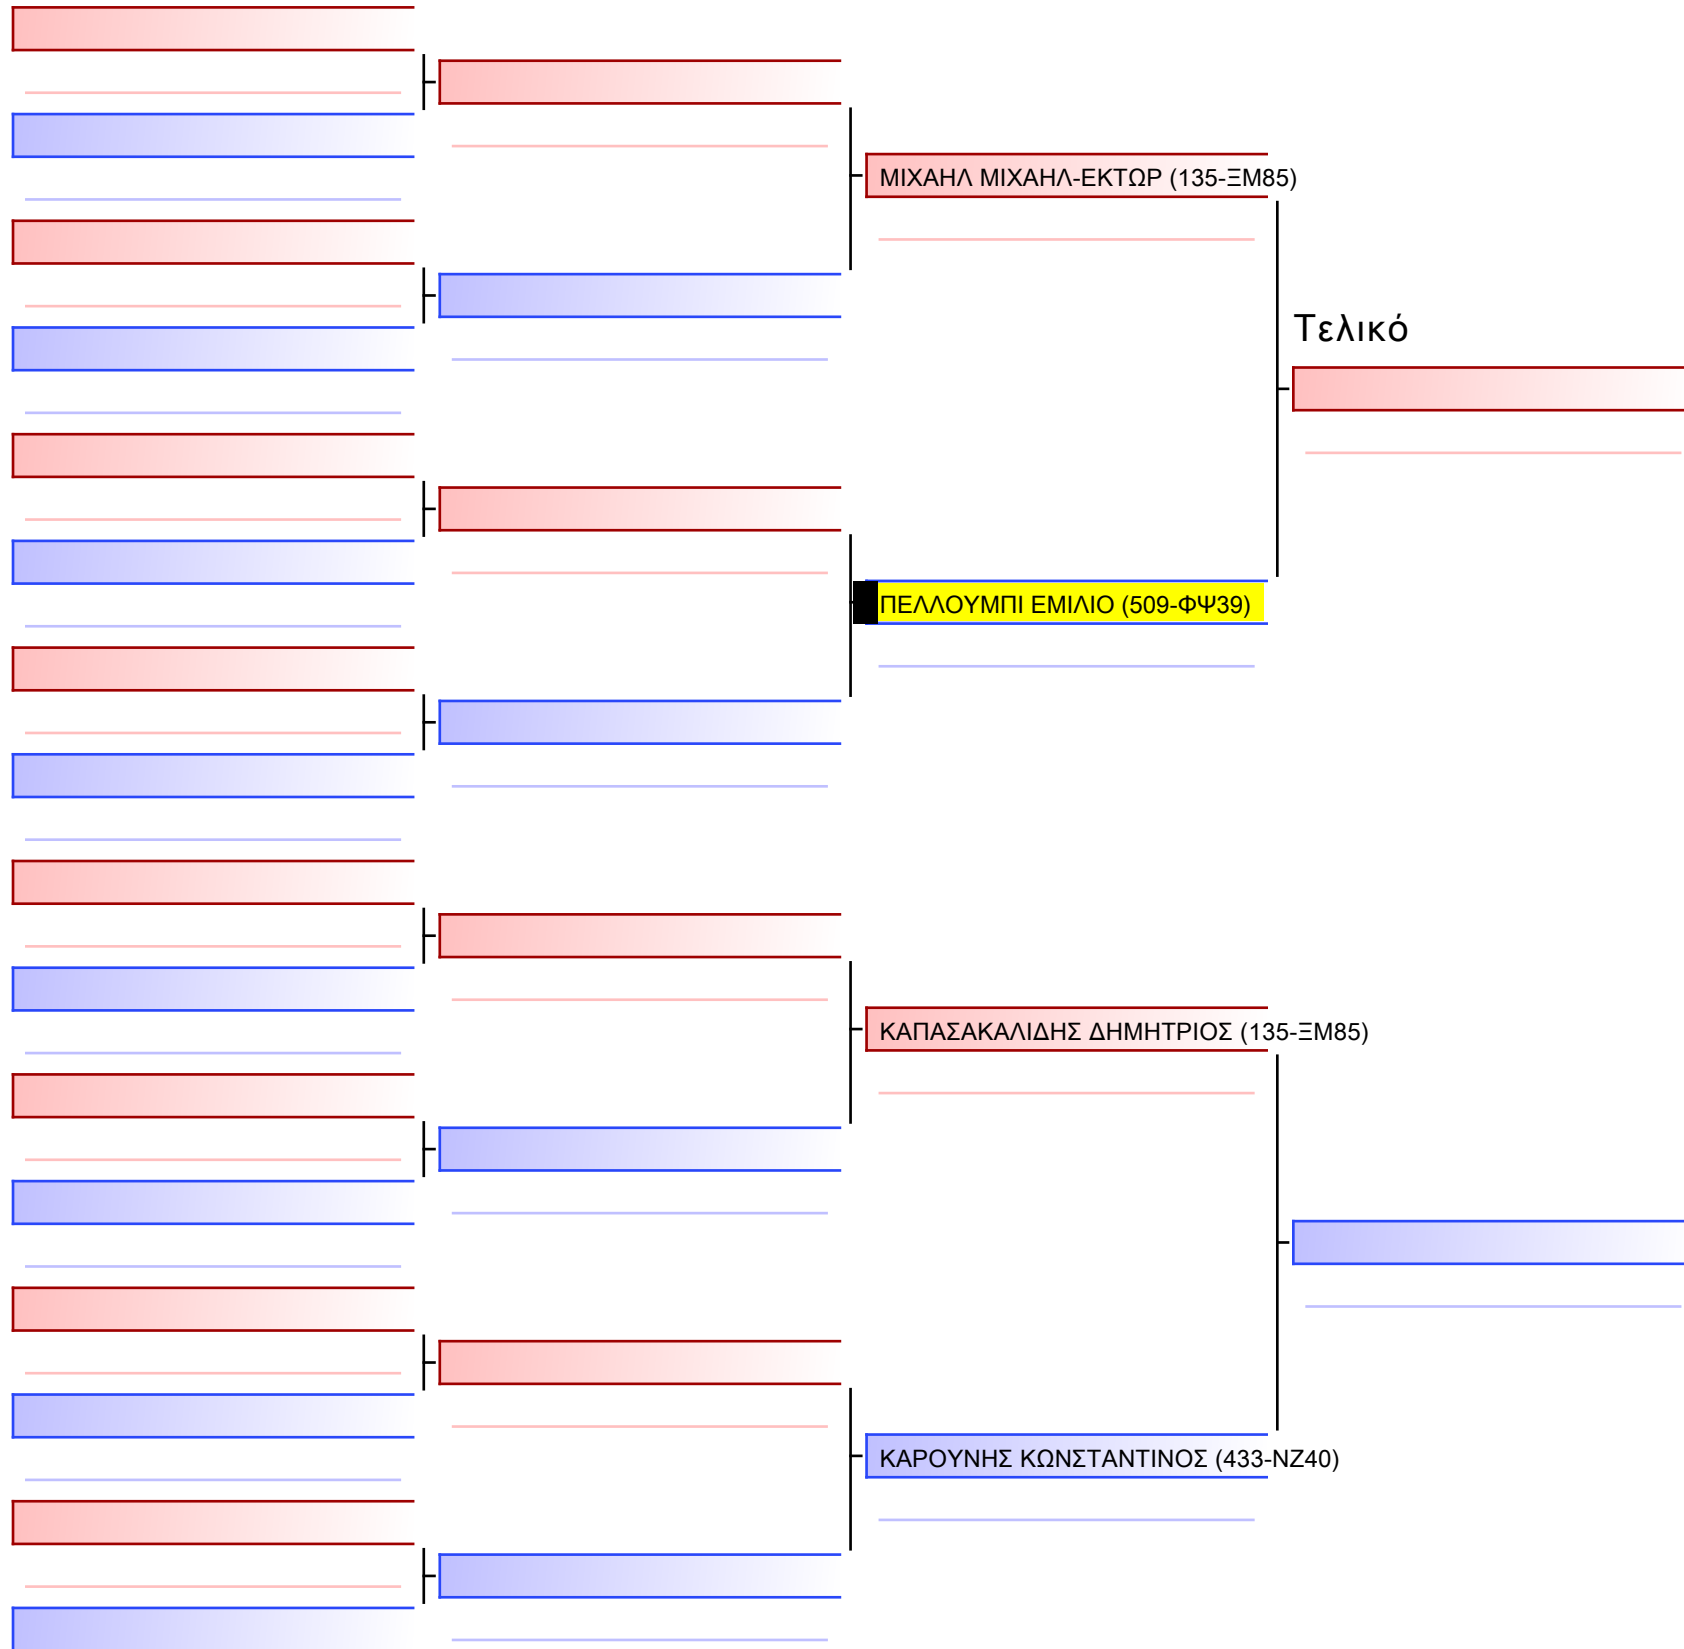 ΜΙΧΑΗΛ ΜΙΧΑΗΛ-ΕΚΤΩΡ (135-ΞΜ85)
Τελικό
ΠΕΛΛΟΥΜΠΙ ΕΜΙΛΙΟ (509-ΦΨ39)
ΚΑΠΑΣΑΚΑΛΙΔΗΣ ΔΗΜΗΤΡΙΟΣ (135-ΞΜ85)
ΚΑΡΟΥΝΗΣ ΚΩΝΣΤΑΝΤΙΝΟΣ (433-ΝΖ40)